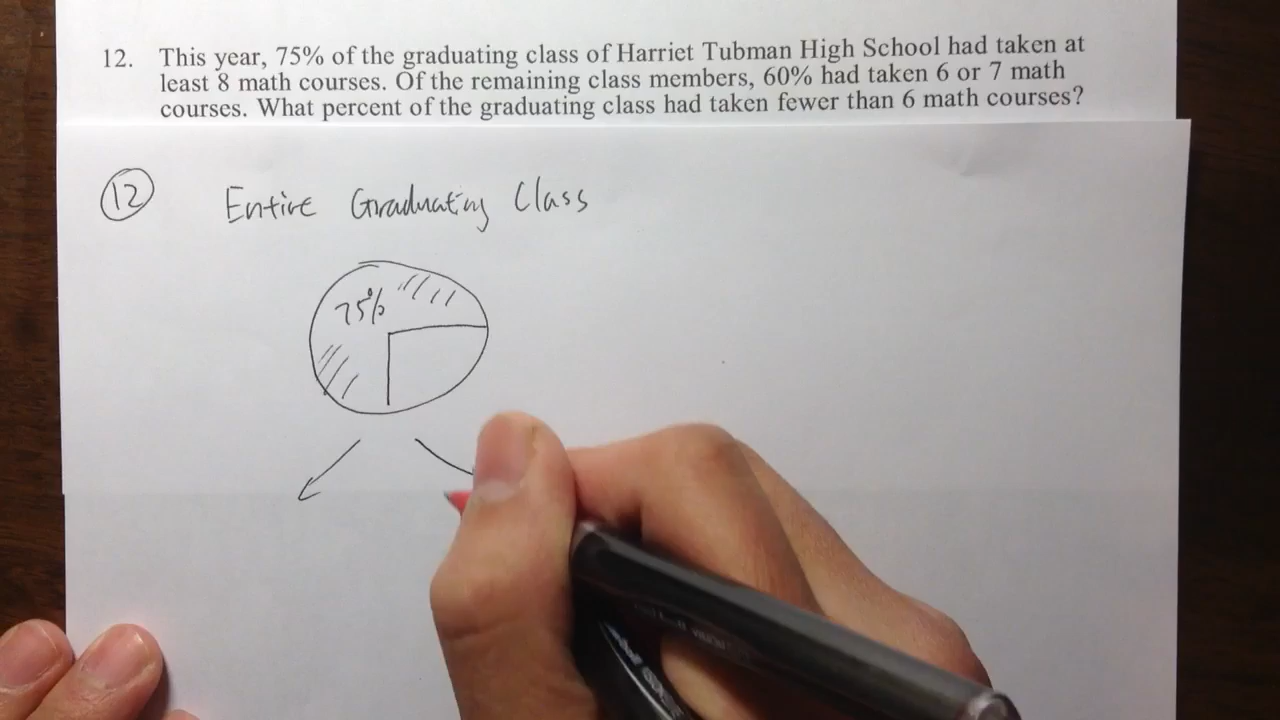 12. This year, 75% of the graduating class of Harriet Tubman High School had taken at
least 8 math courses. Of the remaining class members, 60% had taken 6 or 7 math
courses. What percent of the graduating class had taken fewer than 6 math courses?
12 Entire Graduating Class
75%